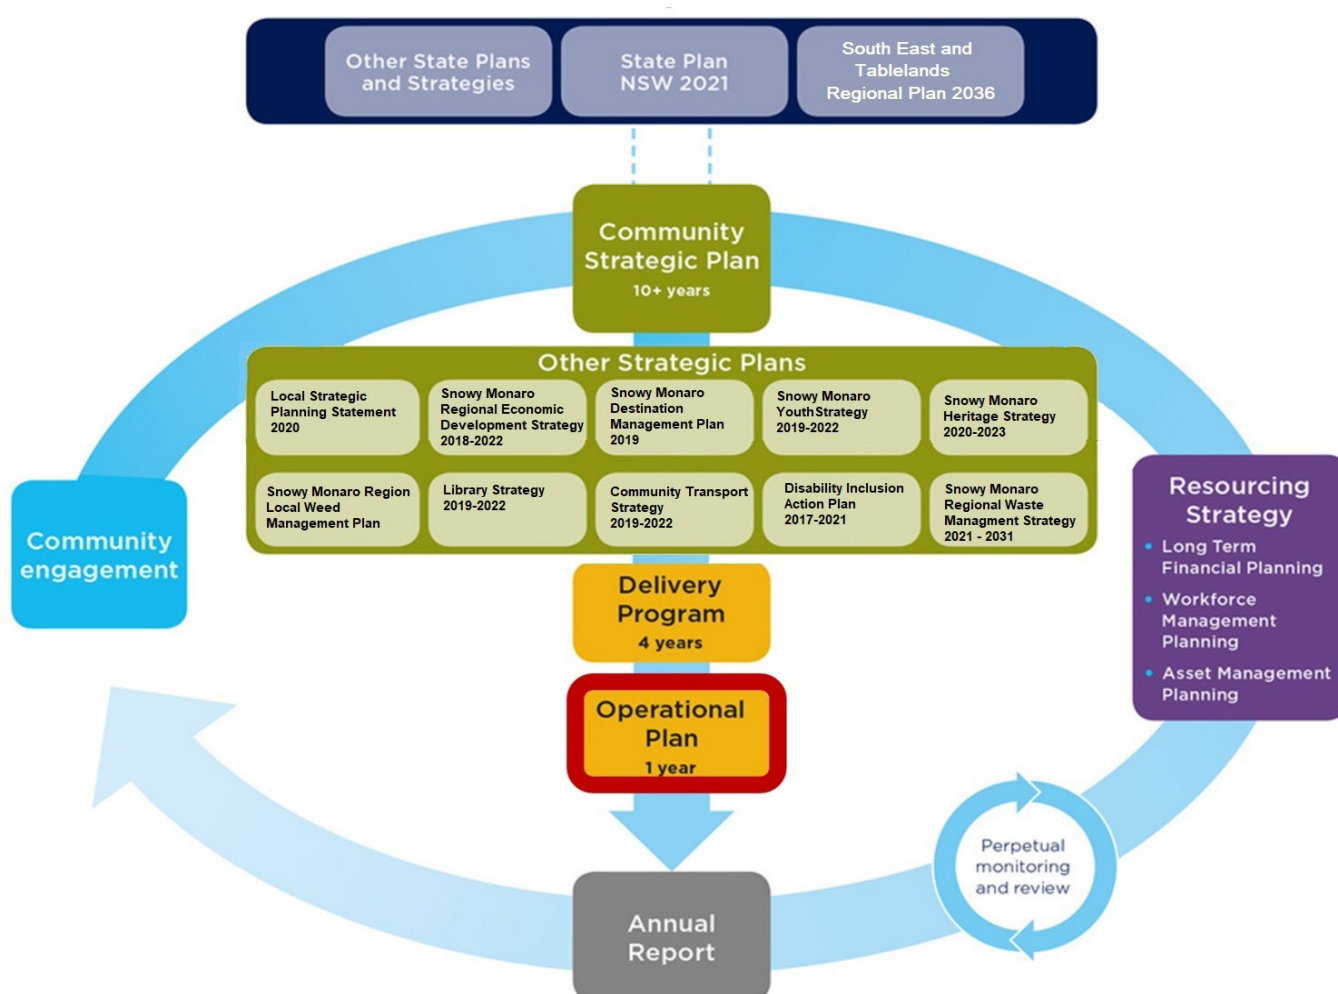 Other State Plans
and Strategies
State Plan
NSW 2021
South East and
Tablelands
Regional Plan 2036
Community
Strategic Plan
10+ years
Other Strategic Plans
Local Strategic
Planning Statement
2020
Snowy Monaro
Regional Economic
Development Strategy
2018-2022
Snowy Monaro
Destination
Management Plan
2019
Snowy Monaro
YouthStrategy
2019-2022
Snowy Monaro
Heritage Strategy
2020-2023
Snowy Monaro Region
Local Weed
Management Plan
Library Strategy
2019-2022
Community Transport
Strategy
2019-2022
Disability Inclusion
Action Plan
2017-2021
Snowy Monaro
Regional Waste
Managment Strategy
2021 - 2031
Community
engagement
Resourcing
Strategy
• Long Term
Financial Planning
• Workforce
Management
Planning
• Asset Management
Planning
Delivery
Program
4 years
Operational
Plan
1 year
Perpetual
monitoring
and review
Annual
Report